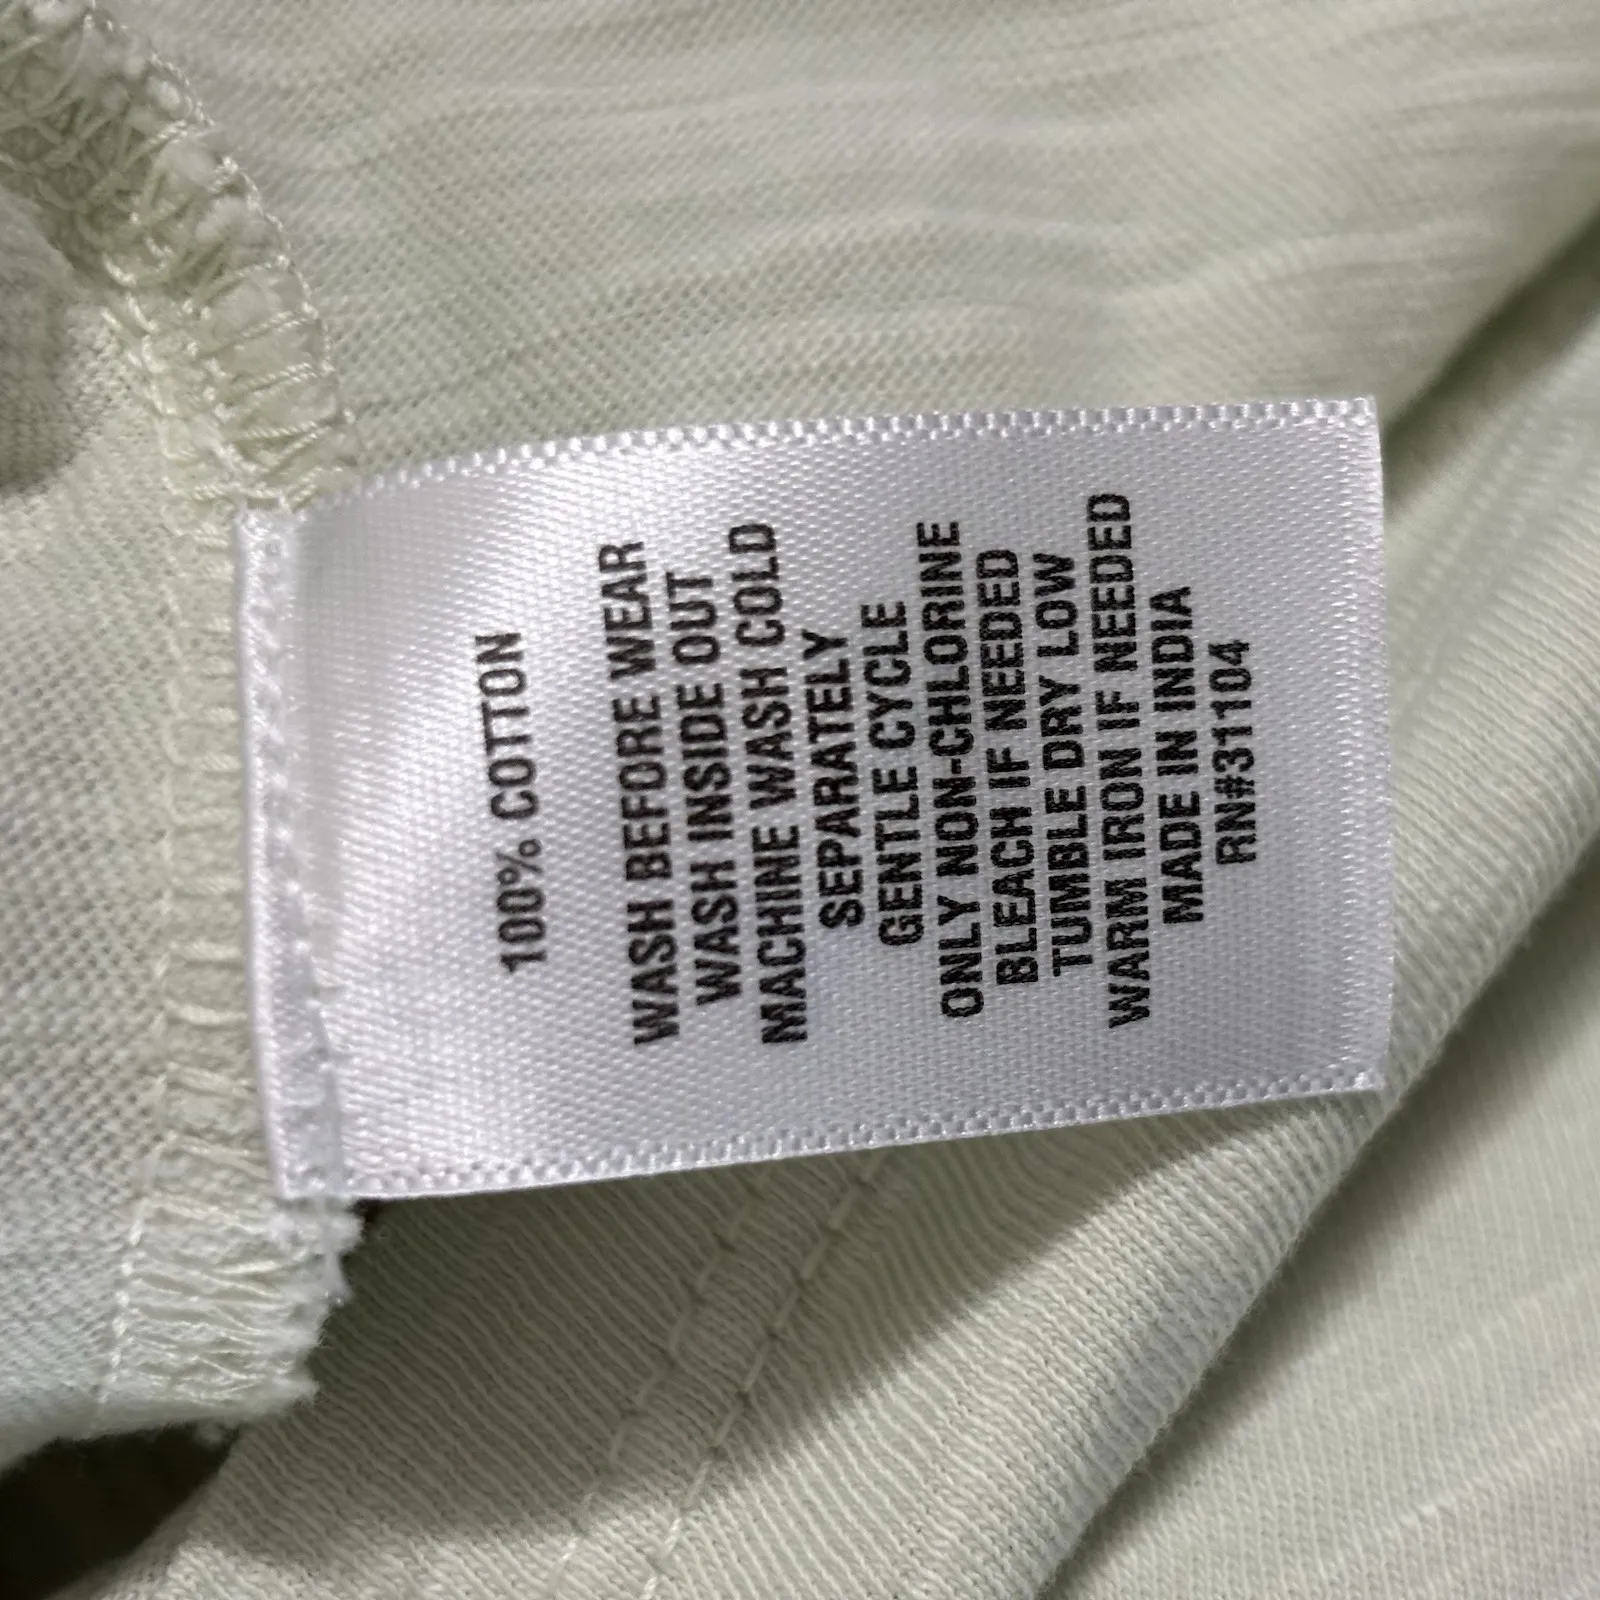 100% COTTON
WASH BEFORE WEAR
WASH INSIDE OUT
MACHINE WASH COLD
SEPARATELY
GENTLE CYCLE
ONLY NON-CHLORINE
BLEACH IF NEEDED
TUMBLE DRY LOW
WARM IRON IF NEEDED
MADE IN INDIA
RN#31104